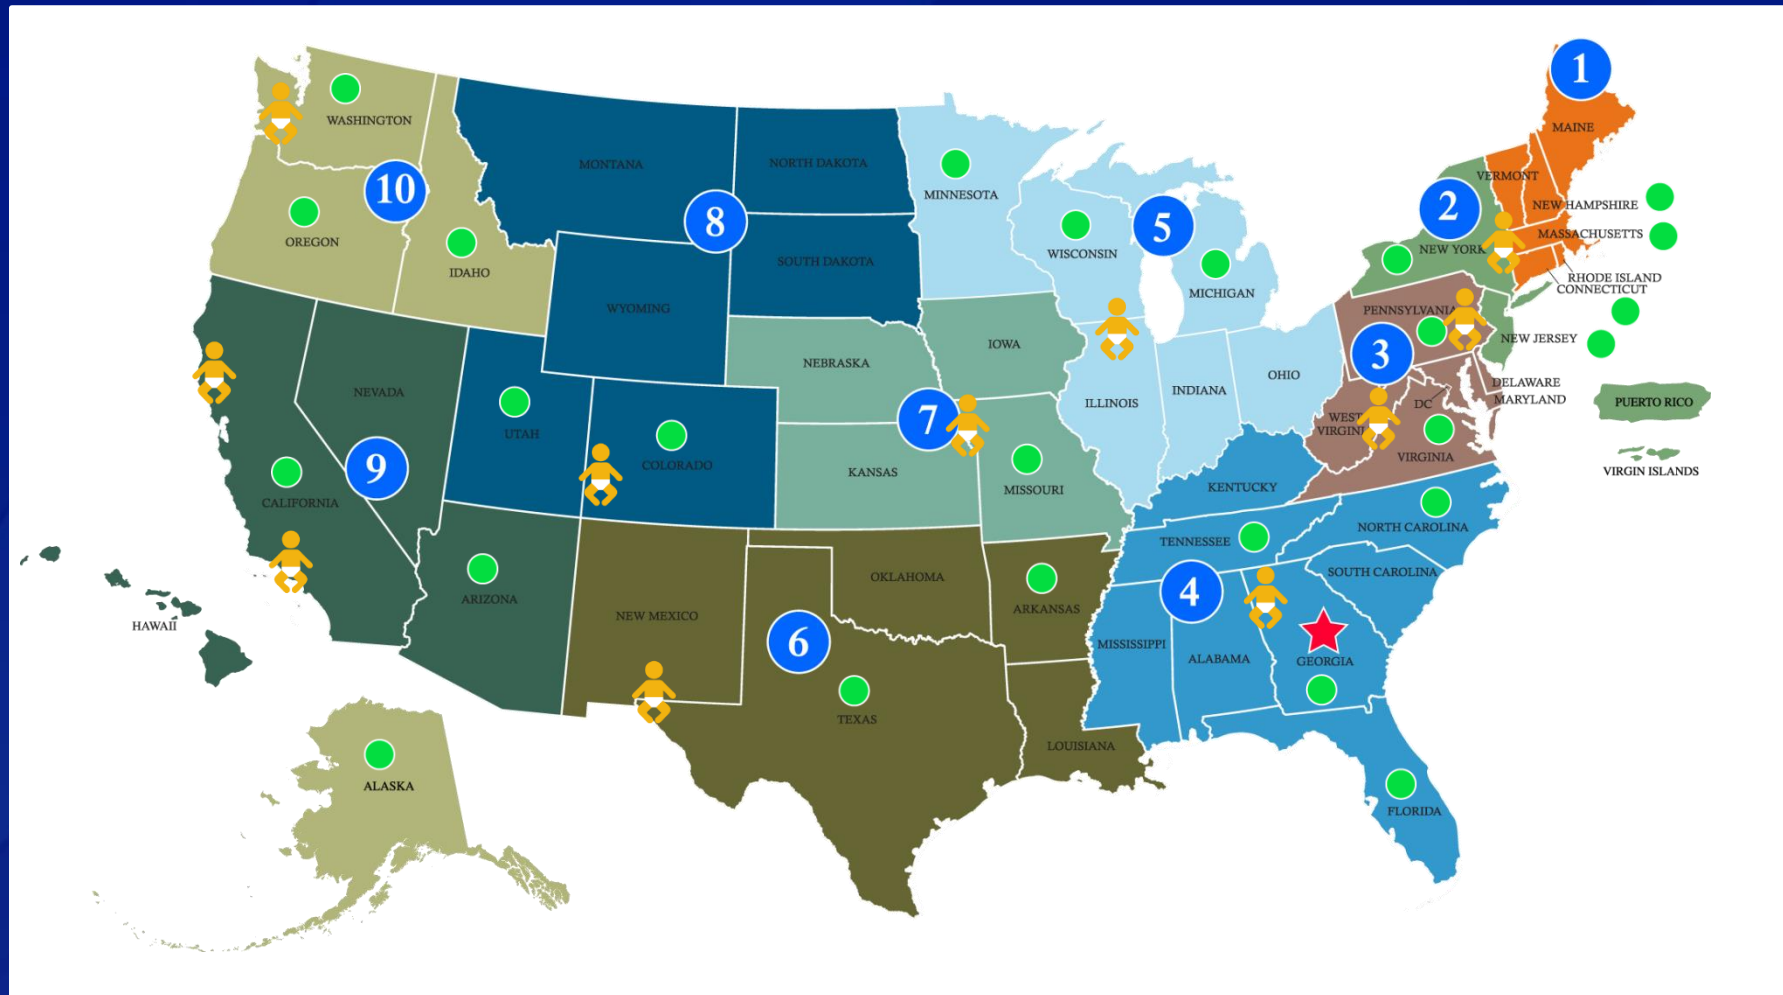 1
MAINE
WASHINGTON
MONTANA
NORTH DAKOTA
VERMONT
10
MINNESOTA
2
NEW HAMPSHIRE
8
5
MASSACHUSETTS
OREGON
IDAHO
SOUTH DAKOTA
WISCONSIN
NEW YORK
MICHIGAN
RHODE ISLAND
CONNECTICUT
WYOMING
PENNSYLVANIA
NEW JERSEY
IOWA
3
NEBRASKA
OHIO
INDIANA
DELAWARE
NEVADA
MARYLAND
ILLINOIS
DC
PUERTO RICO
7
WEST
VIRGINI
UTAH
VIRGINIA
COLORADO
KANSAS
9
VIRGIN ISLANDS
KENTUCKY
MISSOURI
CALIFORNIA
NORTH CAROLINA
TENNESSEE
SOUTH CAROLINA
OKLAHOMA
4
ARIZONA
ARKANSAS
NEW MEXICO
HAWAII
6
MISSISSIPPI
ALABAMA
GEORGIA
TEXAS
LOUISIANA
ALASKA
FLORIDA